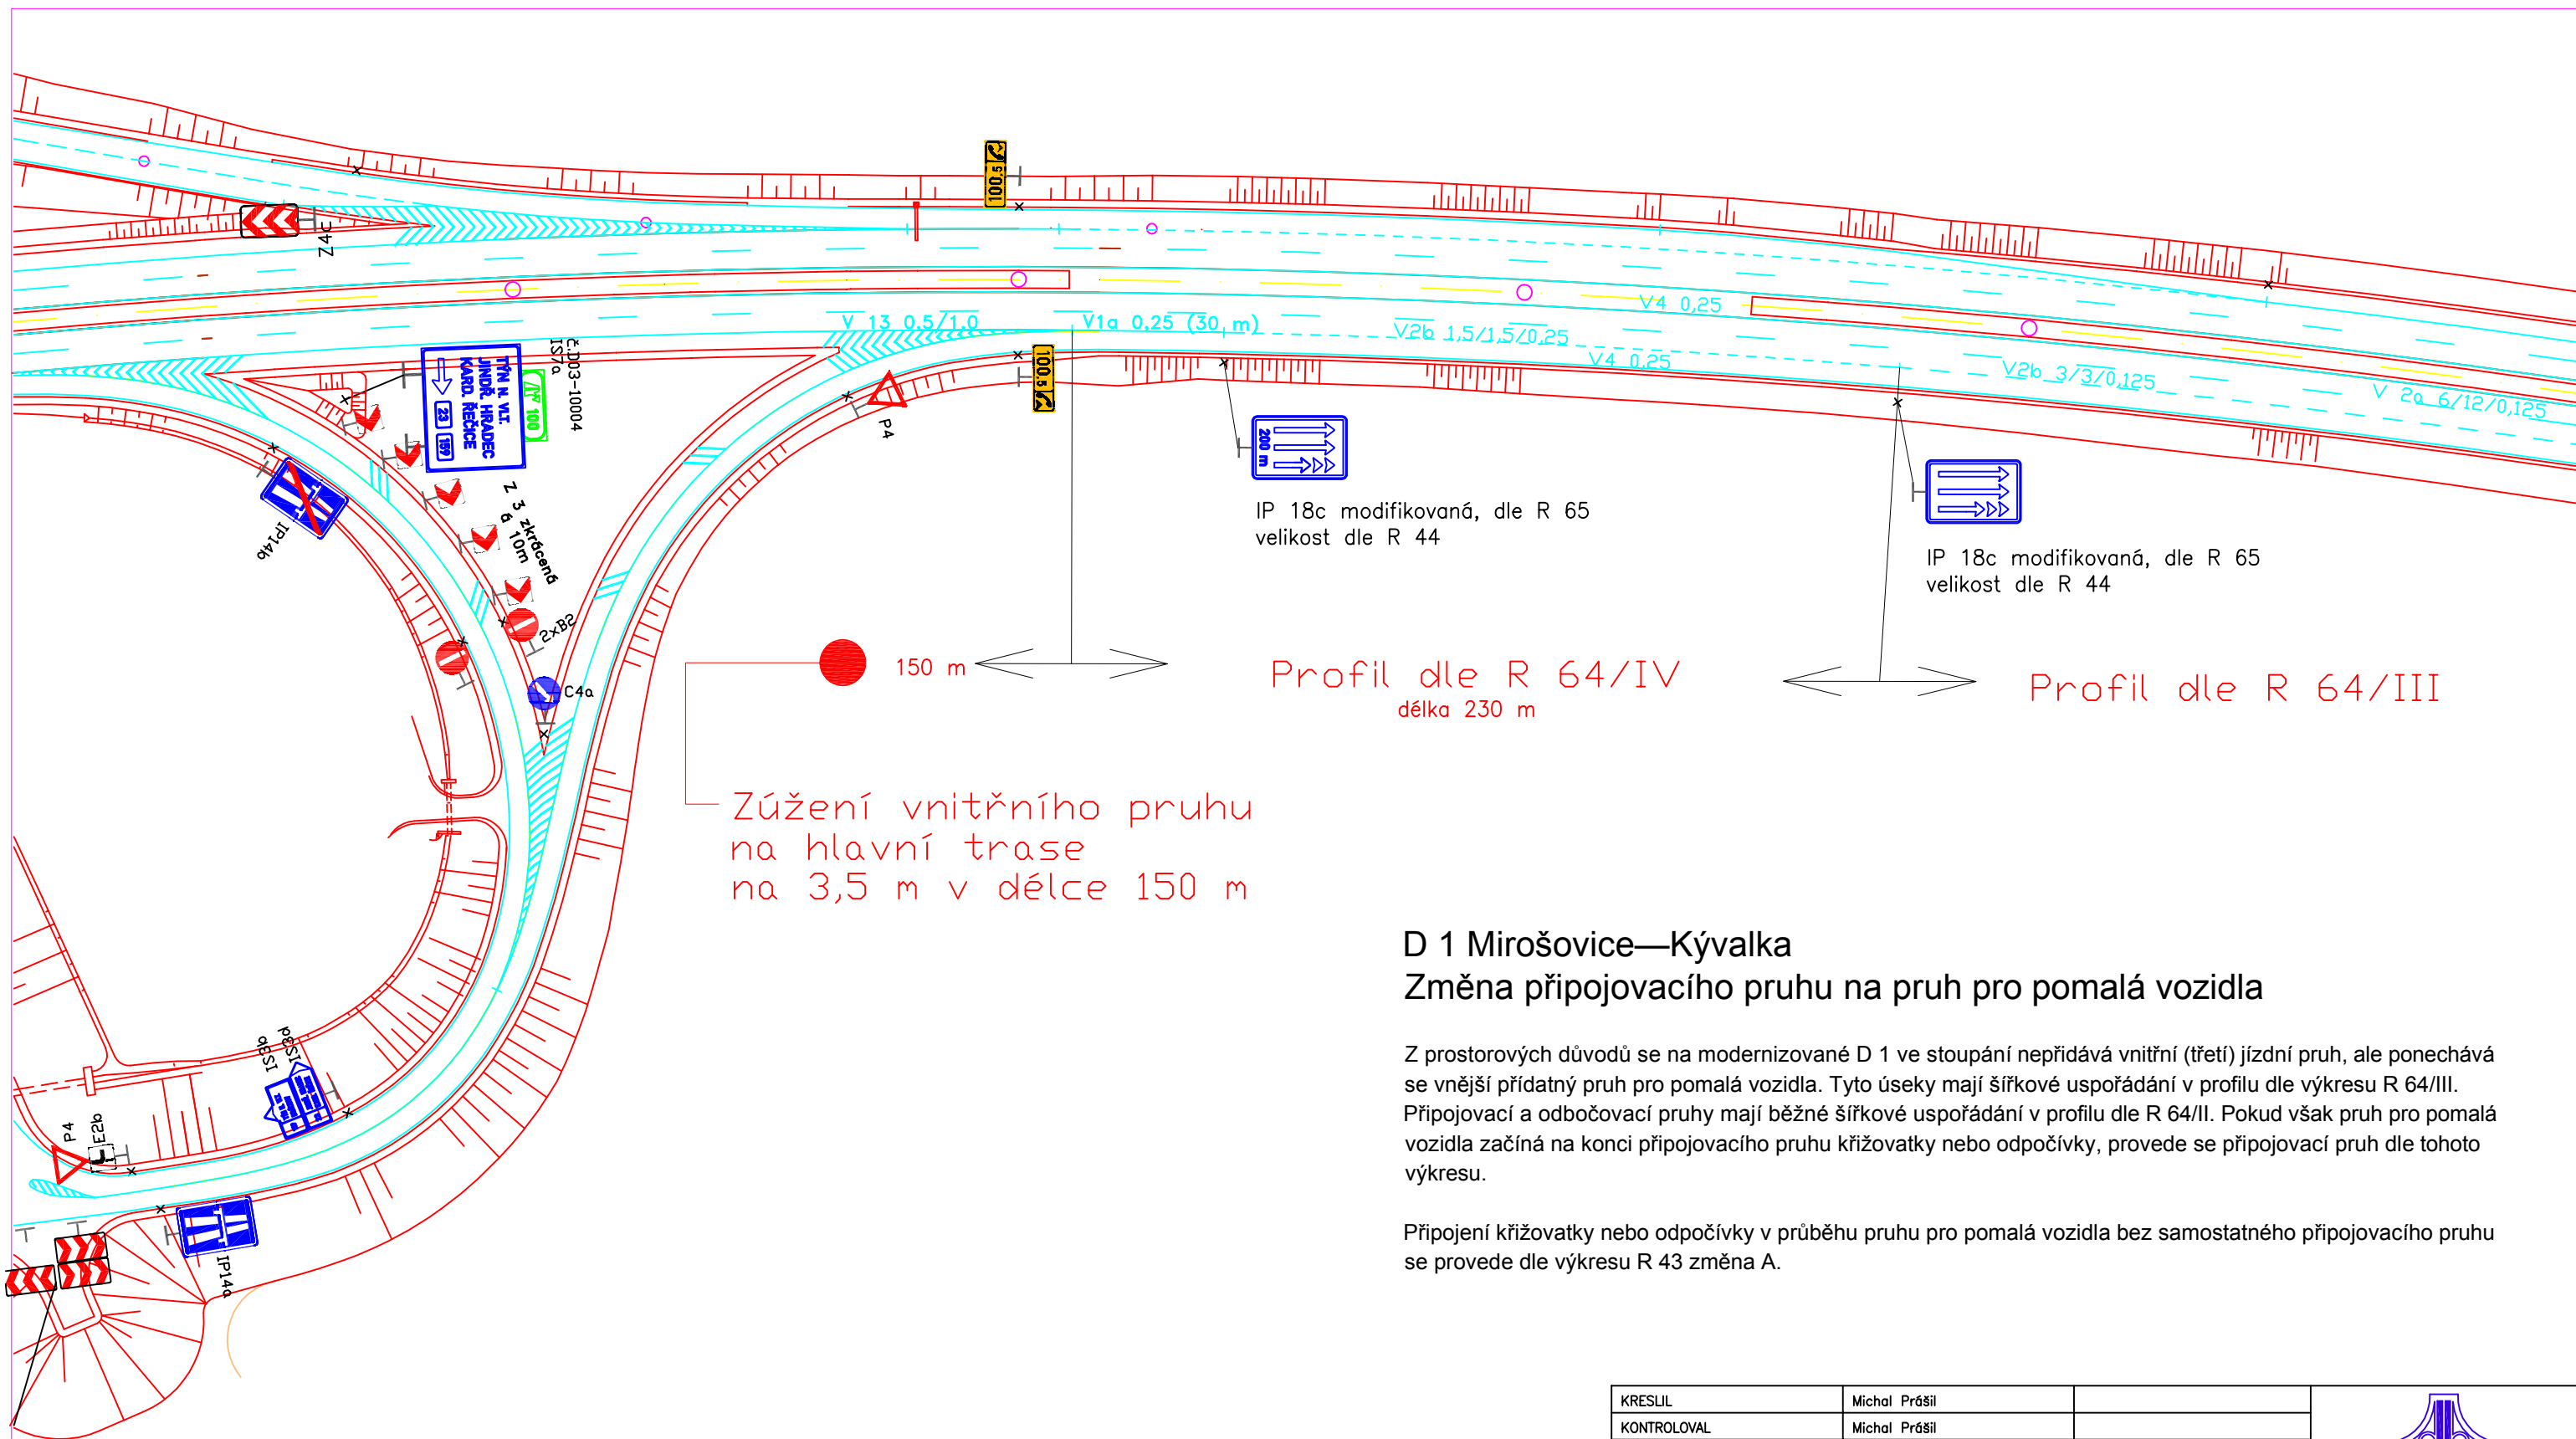 100.5
Z4c
V 13 0.5/1.0
V1a 0.25 (30 m)
V2b 1,5/1,5/0,25
V4 0,25
V4 0,25
V2b 3/3/0,125
V 2a 6/12/0,125
č.D03-10004
IS7a
TÝN N. VLT.
JINDŘ. HRADEC
KARD. ŘEČICE
23 159
100
100.5
P4
200 m
IP 18c modifikovaná, dle R 65
velikost dle R 44
IP 18c modifikovaná, dle R 65
velikost dle R 44
IP14b
Z 3 zkrácená
á 10m
2xB2
C4a
150 m
Profil dle R 64/IV
délka 230 m
Profil dle R 64/III
Zúžení vnitřního pruhu
na hlavní trase
na 3,5 m v délce 150 m
D 1 Mirošovice—Kývalka
Změna připojovacího pruhu na pruh pro pomalá vozidla
Z prostorových důvodů se na modernizované D 1 ve stoupání nepřidává vnitřní (třetí) jízdní pruh, ale ponechává
se vnější přídatný pruh pro pomalá vozidla. Tyto úseky mají šířkové uspořádání v profilu dle výkresu R 64/III.
Připojovací a odbočovací pruhy mají běžné šířkové uspořádání v profilu dle R 64/II. Pokud však pruh pro pomalá
vozidla začíná na konci připojovacího pruhu křižovatky nebo odpočívky, provede se připojovací pruh dle tohoto
výkresu.
Připojení křižovatky nebo odpočívky v průběhu pruhu pro pomalá vozidla bez samostatného připojovacího pruhu
se provede dle výkresu R 43 změna A.
IS3d
IS3b
P4
E2b
IP14a
KRESLIL Michal Prášil
KONTROLOVAL Michal Prášil